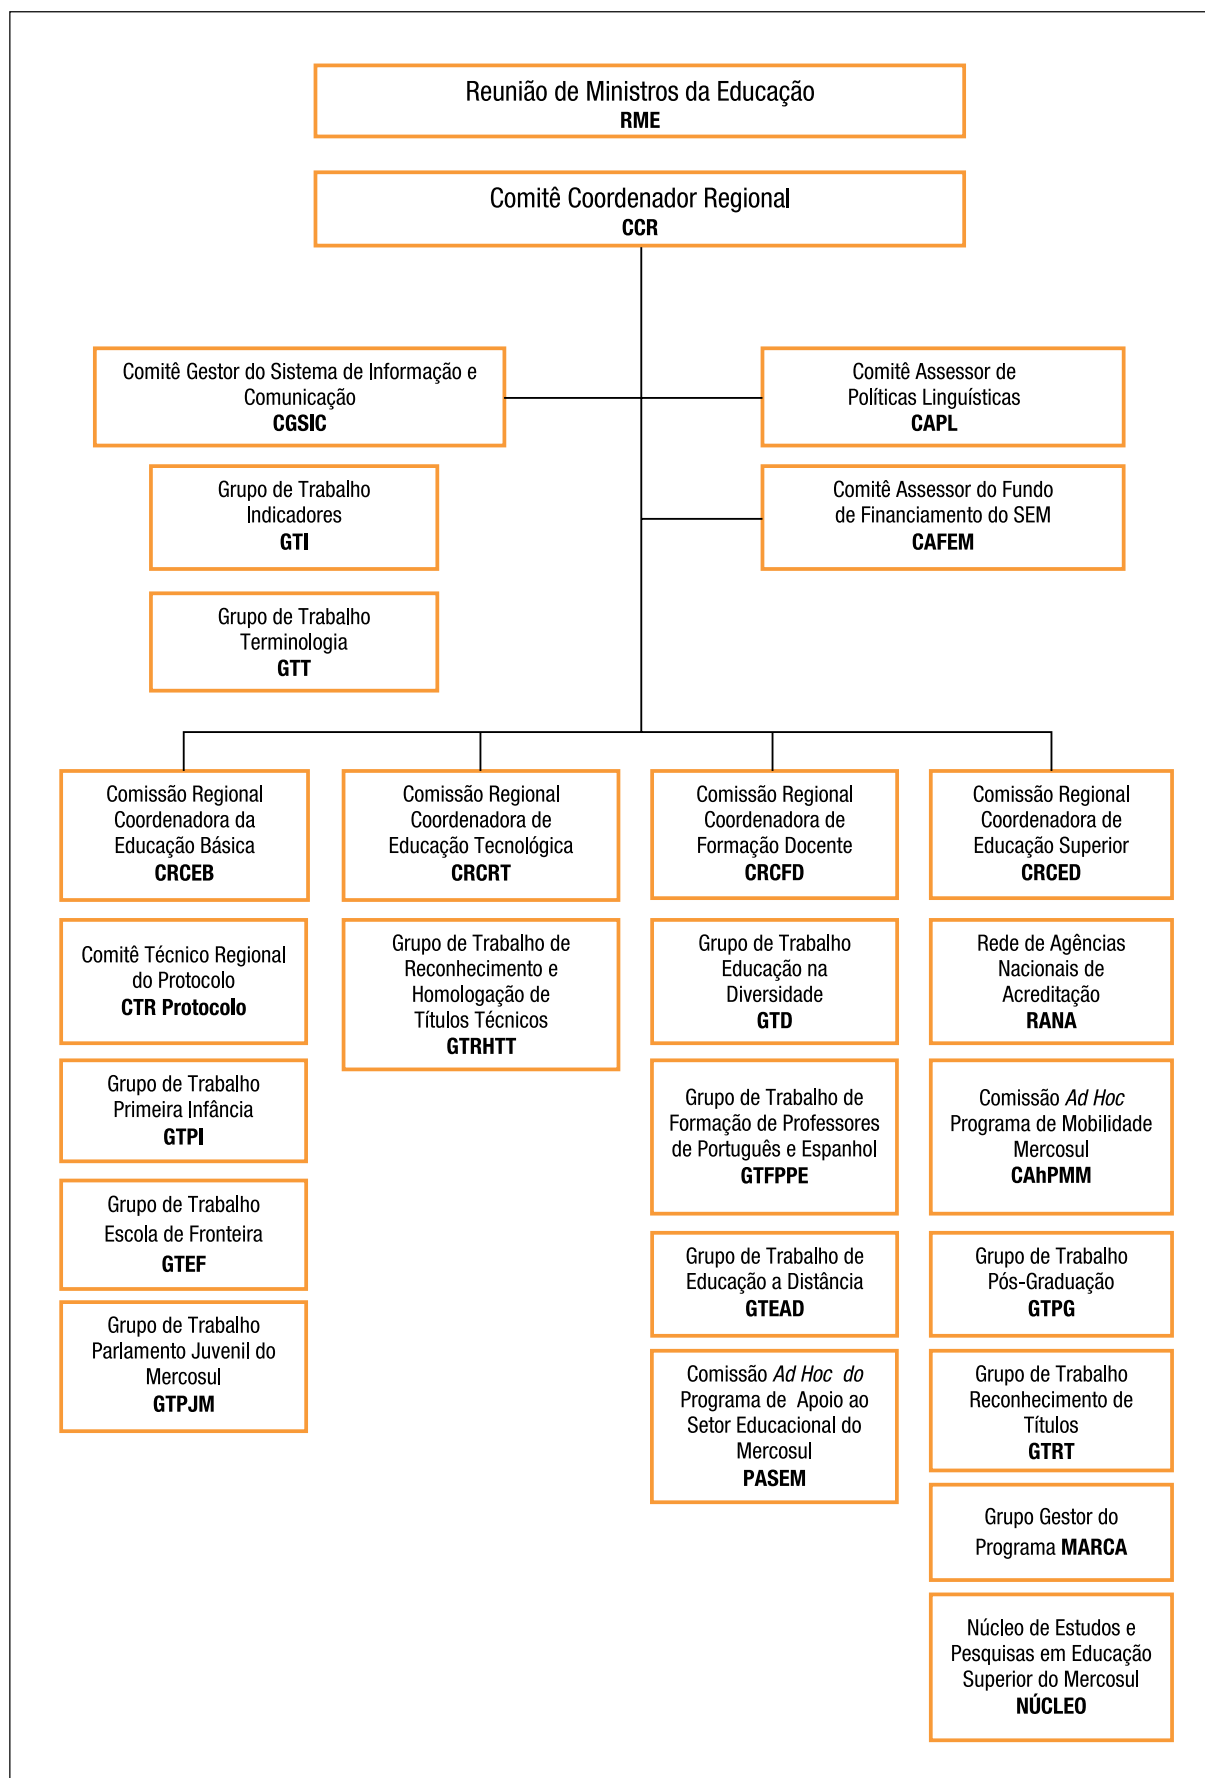 Reunião de Ministros da Educação
RME
Comitê Coordenador Regional
CCR
Comitê Gestor do Sistema de Informação e
Comunicação
CGSIC
Comitê Assessor de
Políticas Linguísticas
CAPL
Grupo de Trabalho
Indicadores
GTI
Comitê Assessor do Fundo
de Financiamento do SEM
CAFEM
Grupo de Trabalho
Terminologia
GTT
Comissão Regional
Coordenadora da
Educação Básica
CRCEB
Comitê Técnico Regional
do Protocolo
CTR Protocolo
Grupo de Trabalho
Primeira Infância
GTPI
Grupo de Trabalho
Escola de Fronteira
GTEF
Grupo de Trabalho
Parlamento Juvenil do
Mercosul
GTPJM
Comissão Regional
Coordenadora de
Educação Tecnológica
CRCRT
Grupo de Trabalho de
Reconhecimento e
Homologação de
Títulos Técnicos
GTRHTT
Comissão Regional
Coordenadora de
Formação Docente
CRCFD
Grupo de Trabalho
Educação na
Diversidade
GTD
Grupo de Trabalho de
Formação de Professores
de Português e Espanhol
GTFPPE
Grupo de Trabalho de
Educação a Distância
GTEAD
Comissão Ad Hoc do
Programa de Apoio ao
Setor Educacional do
Mercosul
PASEM
Comissão Regional
Coordenadora de
Educação Superior
CRCED
Rede de Agências
Nacionais de
Acreditação
RANA
Comissão Ad Hoc
Programa de Mobilidade
Mercosul
CAhPMM
Grupo de Trabalho
Pós-Graduação
GTPG
Grupo de Trabalho
Reconhecimento de
Títulos
GTRT
Grupo Gestor do
Programa MARCA
Núcleo de Estudos e
Pesquisas em Educação
Superior do Mercosul
NÚCLEO